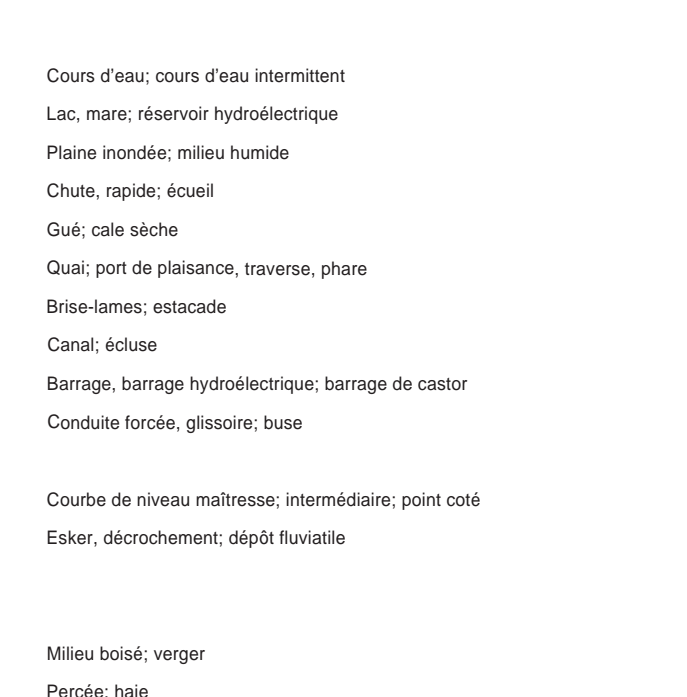 Cours d’eau; cours d’eau intermittent
Lac, mare; réservoir hydroélectrique
Plaine inondée; milieu humide
Chute, rapide; écueil
Gué; cale sèche
Quai; port de plaisance, traverse, phare
Brise-lames; estacade
Canal; écluse
Barrage, barrage hydroélectrique; barrage de castor
Conduite forcée, glissoire; buse
Courbe de niveau maîtresse; intermédiaire; point coté
Esker, décrochement; dépôt fluviatile
Milieu boisé; verger
Percée; haie